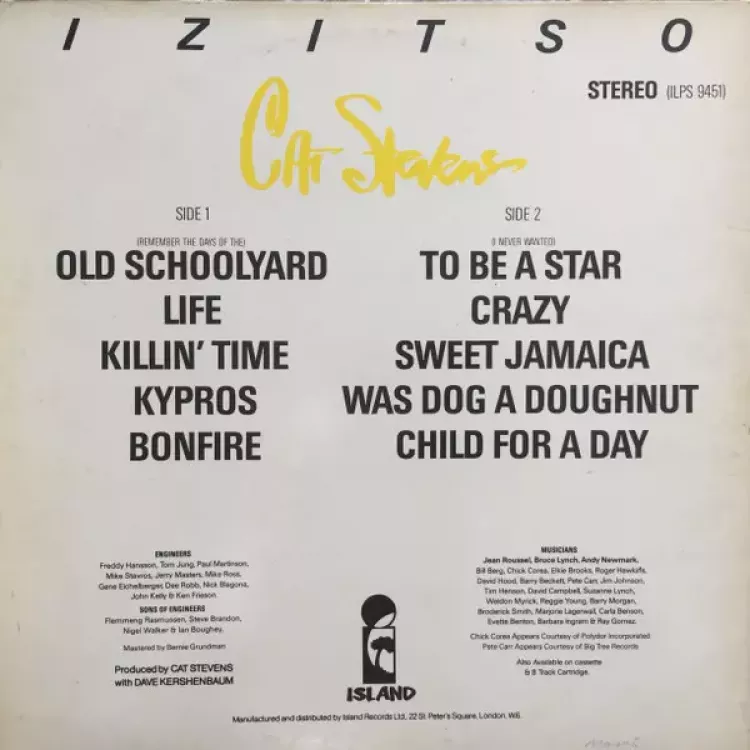 IZITSO
STEREO (ILPS 9451)
Cat Stevens
SIDE 1
(REMEMBER THE DAYS OF THE)
OLD SCHOOLYARD
LIFE
KILLIN' TIME
KYPROS
BONFIRE
SIDE 2
(I NEVER WANTED)
TO BE A STAR
CRAZY
SWEET JAMAICA
WAS DOG A DOUGHNUT
CHILD FOR A DAY
ENGINEERS
Freddy Hansson, Tom Jung, Paul Martinson,
Mike Stavros, Jerry Masters, Mike Ross,
Gene Eichelberger, Dee Robb, Nick Blagona,
John Kelly & Ken Frieson.
SONS OF ENGINEERS
Flemmeng Rasmussen, Steve Brandon,
Nigel Walker & Ian Boughey.
Mastered by Bernie Grundman
Produced by CAT STEVENS
with DAVE KERSHENBAUM
MUSICIANS
Jean Roussel, Bruce Lynch, Andy Newmark,
Bill Berg, Chick Corea, Elkie Brooks, Roger Hawkins,
David Hood, Barry Beckett, Pete Carr, Jim Johnson,
Tim Henson, David Campbell, Suzanne Lynch,
Weldon Myrick, Reggie Young, Barry Morgan,
Broderick Smith, Marjorie Lagerwall, Carla Benson,
Evette Benton, Barbara Ingram & Ray Gomez.
Chick Corea Appears Courtesy of Polydor Incorporated
Pete Carr Appears Courtesy of Big Tree Records
Also Available on cassette
& 8 Track Cartridge.
ISLAND
Manufactured and distributed by Island Records Ltd., 22 St. Peter's Square, London, W6.